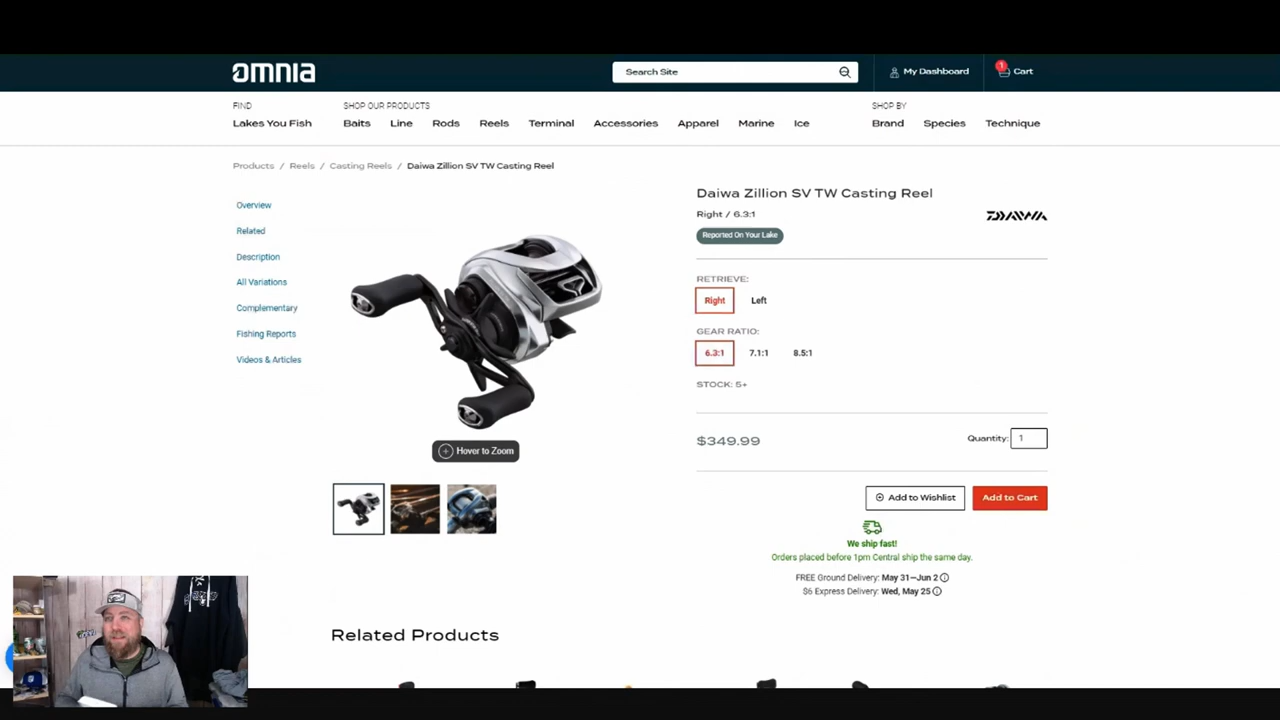 omnia
Search Site
My Dashboard
1
Cart
FIND
SHOP OUR PRODUCTS
SHOP BY
Lakes You Fish
Baits
Line
Rods
Reels
Terminal
Accessories
Apparel
Marine
Ice
Brand
Species
Technique
Products / Reels / Casting Reels / Daiwa Zillion SV TW Casting Reel
Overview
Related
Description
All Variations
Complementary
Fishing Reports
Videos & Articles
Hover to Zoom
Daiwa Zillion SV TW Casting Reel
Right / 6.3:1
DAIWA
Reported On Your Lake
RETRIEVE:
Right
Left
GEAR RATIO:
6.3:1
7.1:1
8.5:1
STOCK: 5+
$349.99
Quantity: 1
Add to Wishlist
Add to Cart
We ship fast!
Orders placed before 1pm Central ship the same day.
FREE Ground Delivery: May 31–Jun 2
$6 Express Delivery: Wed, May 25
Related Products